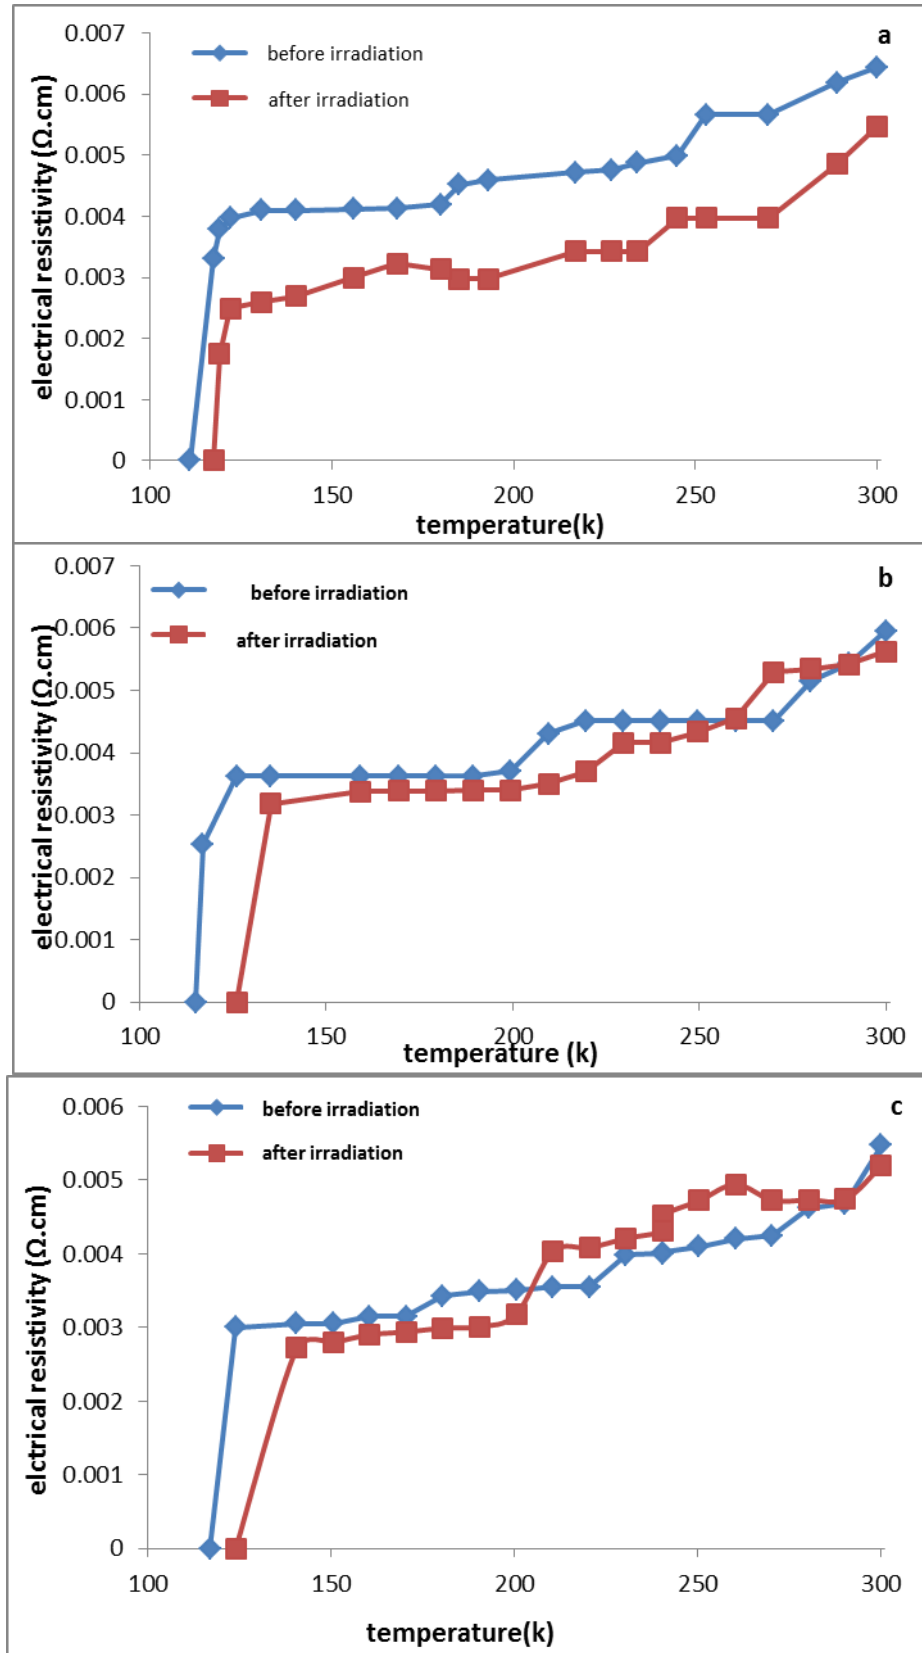 a
before irradiation
after irradiation
0.007
0.006
0.005
0.004
0.003
0.002
0.001
0
electrical resistivity (Ω.cm)
100 150 200 250 300
temperature(k)
b
before irradiation
after irradiation
0.007
0.006
0.005
0.004
0.003
0.002
0.001
0
electrical resistivity (Ω.cm)
100 150 200 250 300
temperature (k)
c
before irradiation
after irradiation
0.006
0.005
0.004
0.003
0.002
0.001
0
elctrical resistivity (Ω.cm)
100 150 200 250 300
temperature(k)